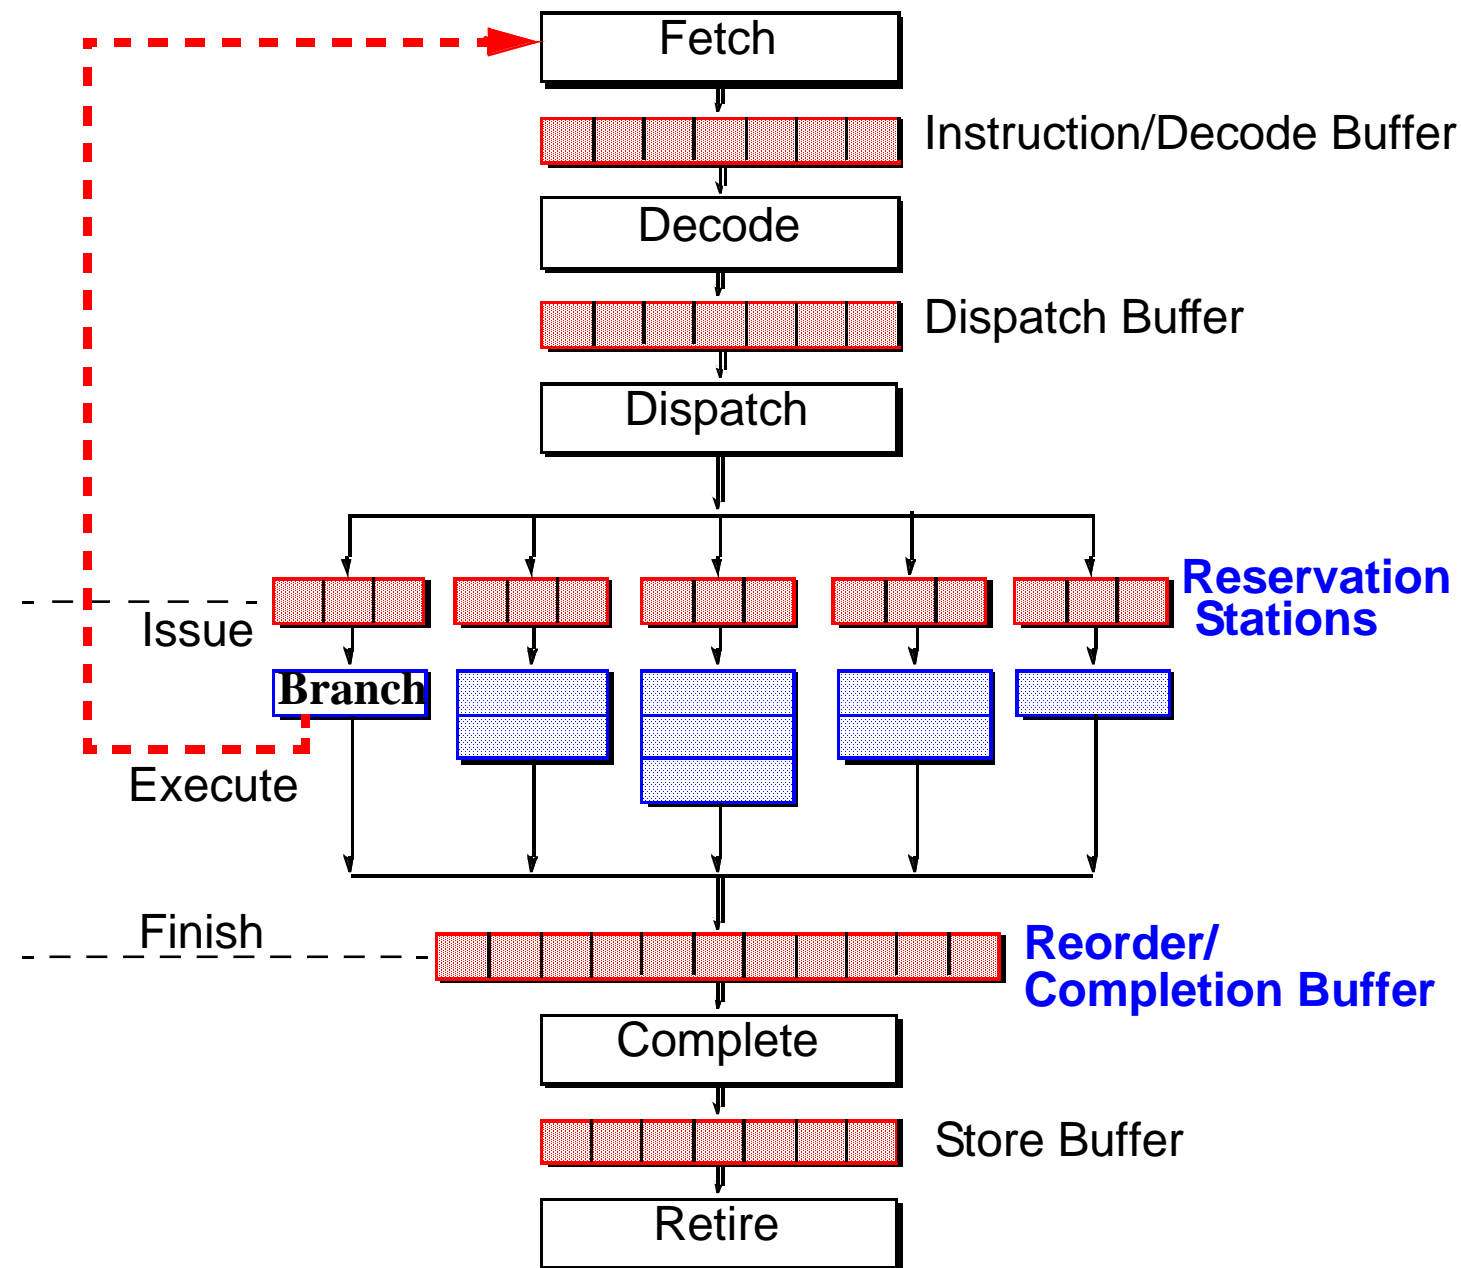 Fetch
Instruction/Decode Buffer
Decode
Dispatch Buffer
Dispatch
Reservation
Stations
Issue
Branch
Execute
Finish
Reorder/
Completion Buffer
Complete
Store Buffer
Retire